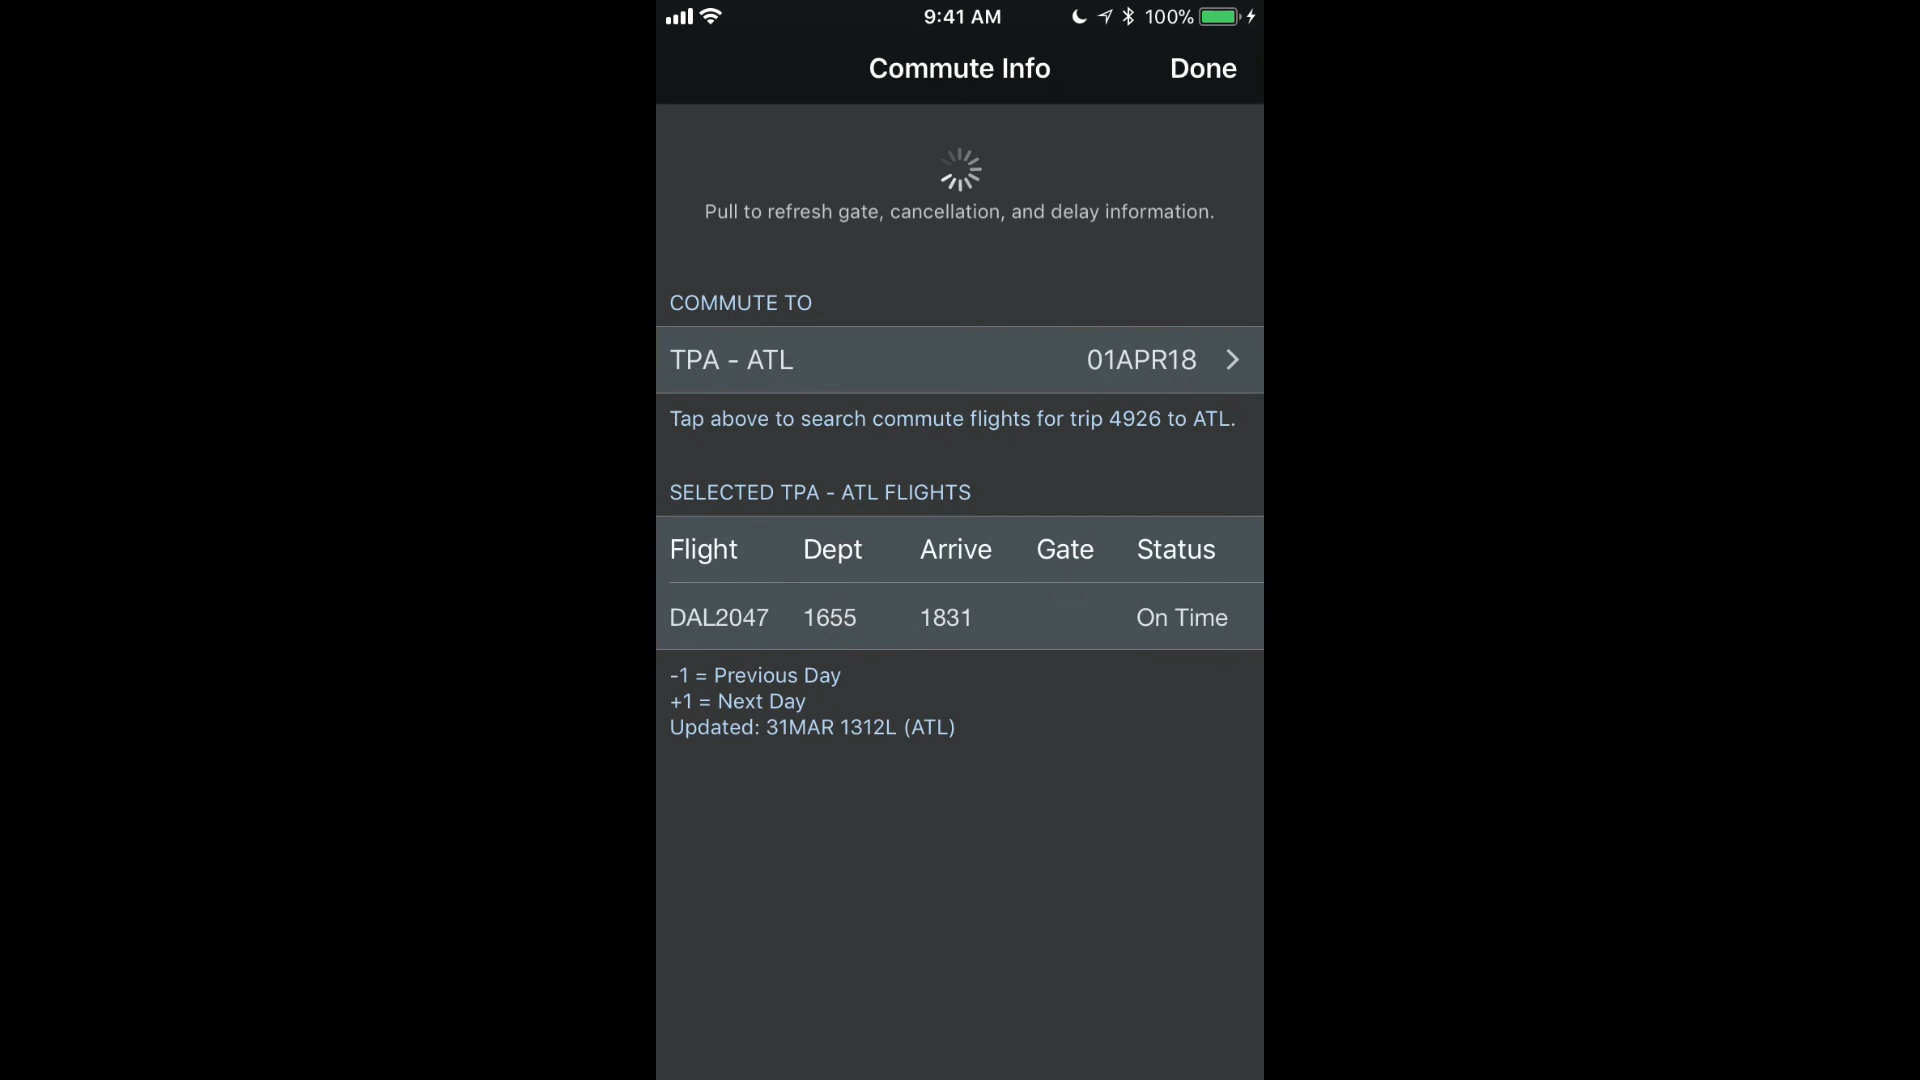 9:41 AM 100%
Commute Info Done
Pull to refresh gate, cancellation, and delay information.
COMMUTE TO
TPA - ATL 01APR18
Tap above to search commute flights for trip 4926 to ATL.
SELECTED TPA - ATL FLIGHTS
Flight Dept Arrive Gate Status
DAL2047 1655 1831 On Time
-1 = Previous Day
+1 = Next Day
Updated: 31MAR 1312L (ATL)